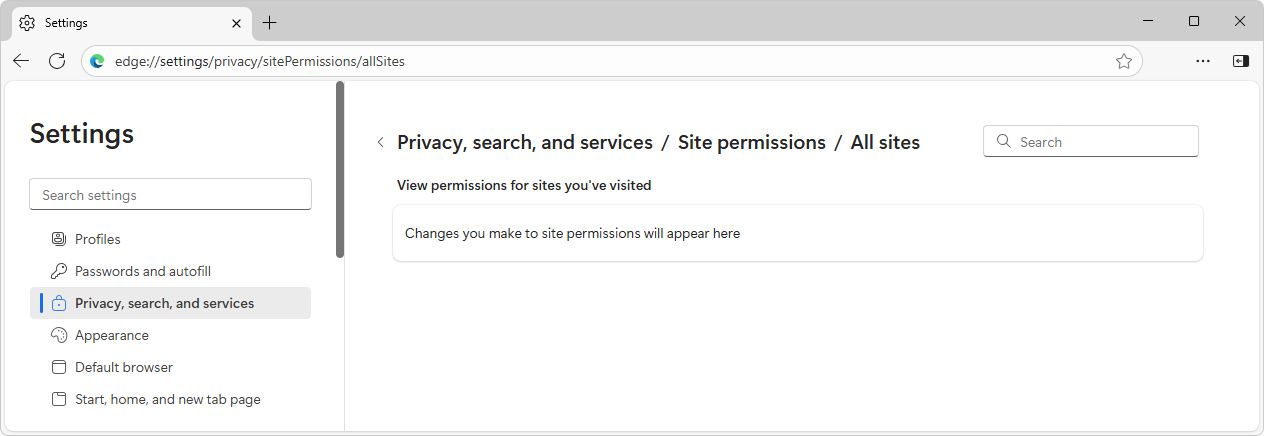 Settings
edge://settings/privacy/sitePermissions/allSites
Settings
Search settings
Profiles
Passwords and autofill
Privacy, search, and services
Appearance
Default browser
Start, home, and new tab page
Privacy, search, and services / Site permissions / All sites
Search
View permissions for sites you've visited
Changes you make to site permissions will appear here